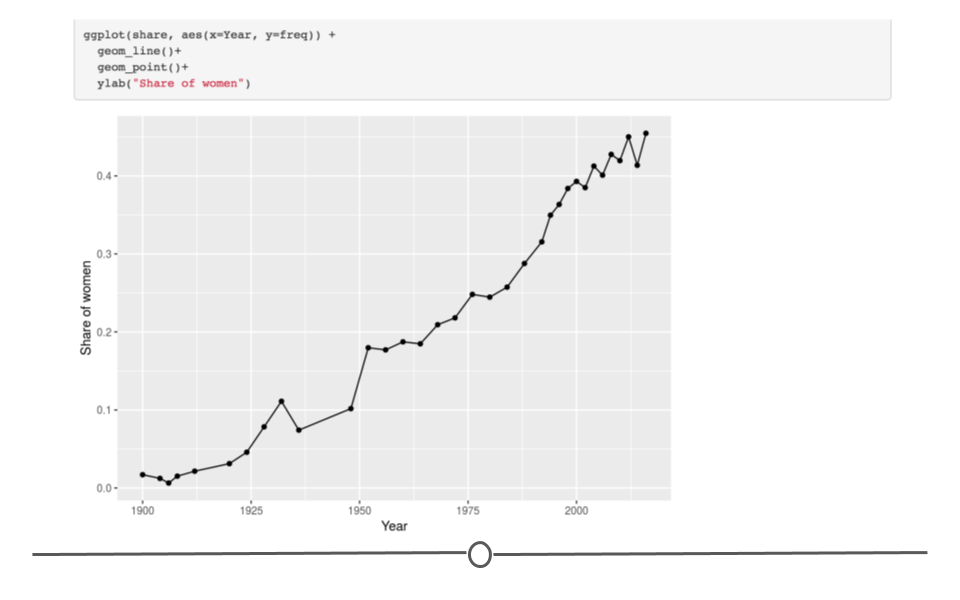 ggplot(share, aes(x=Year, y=freq)) +
geom_line()+
geom_point()+
ylab("Share of women")
0.4
0.3
0.2
0.1
0.0
Share of women
1900 1925 1950 1975 2000
Year